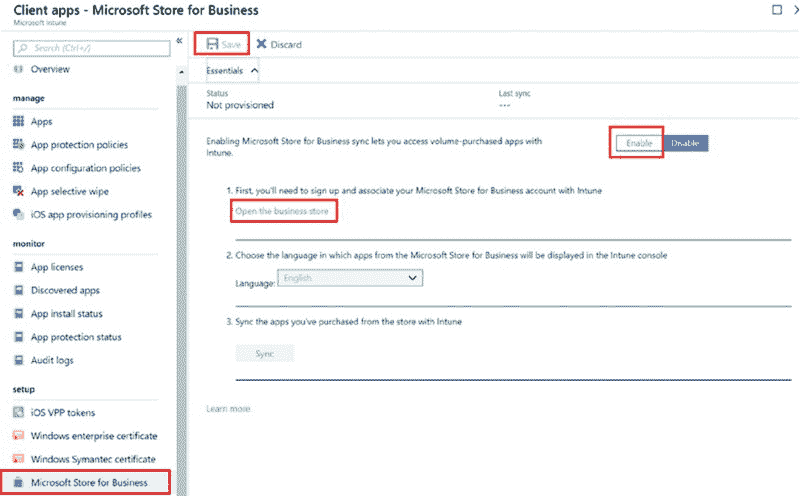 Client apps - Microsoft Store for Business
Microsoft Intune
Search (Ctrl+/)
Overview
manage
Apps
App protection policies
App configuration policies
App selective wipe
iOS app provisioning profiles
monitor
App licenses
Discovered apps
App install status
App protection status
Audit logs
setup
iOS VPP tokens
Windows enterprise certificate
Windows Symantec certificate
Microsoft Store for Business
Save
Discard
Essentials
Status
Not provisioned
Last sync
---
Enabling Microsoft Store for Business sync lets you access volume-purchased apps with
Intune.
Enable
Disable
1. First, you'll need to sign up and associate your Microsoft Store for Business account with Intune
Open the business store
2. Choose the language in which apps from the Microsoft Store for Business will be displayed in the Intune console
Language: English
3. Sync the apps you've purchased from the store with Intune
Sync
Learn more